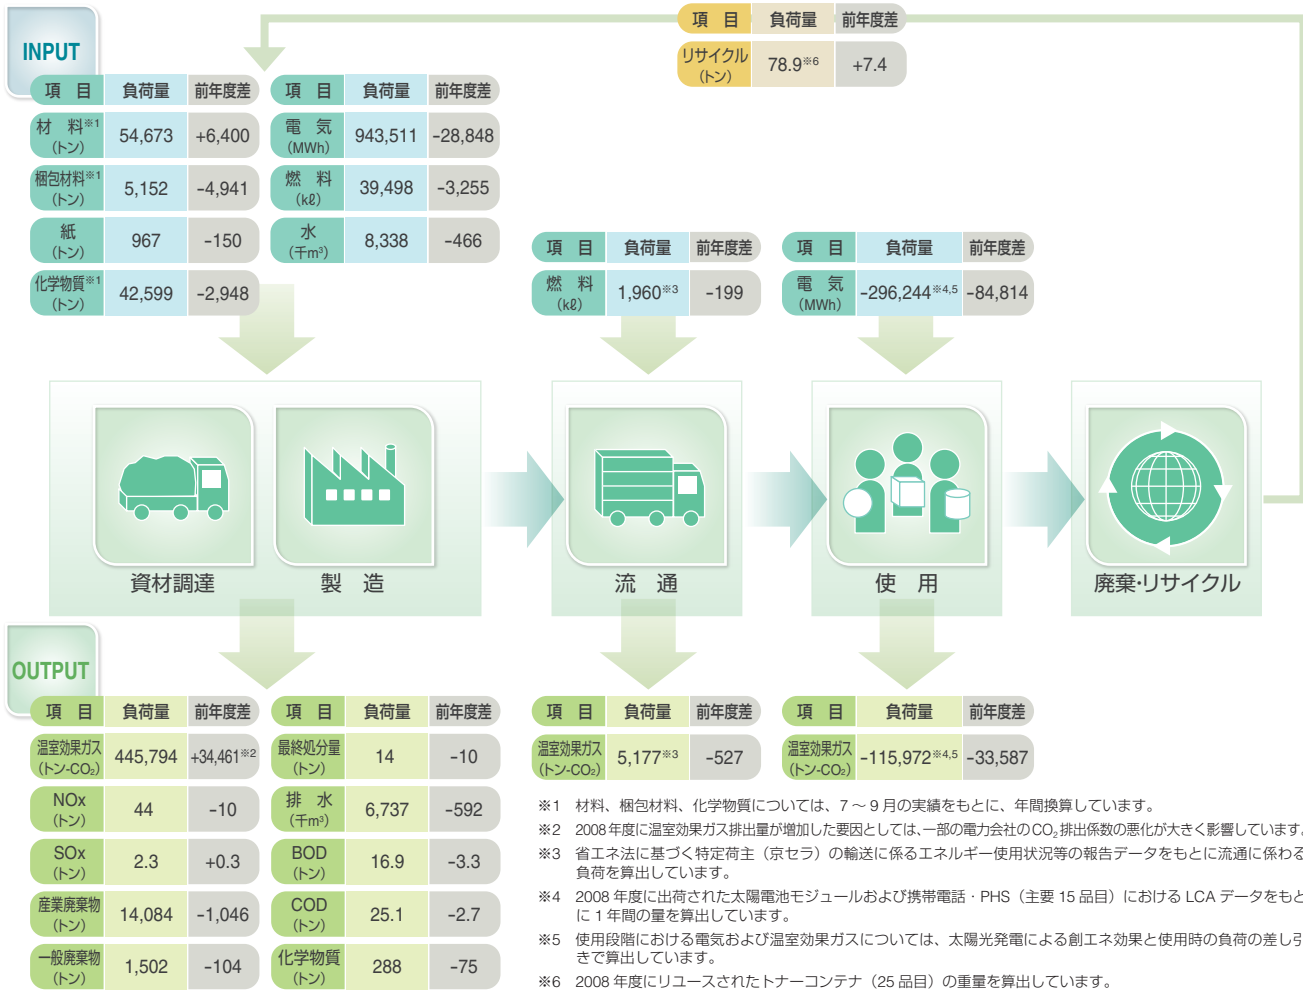 項 目 負荷量 前年度差
リサイクル
(トン) 78.9※6 +7.4
INPUT
項 目 負荷量 前年度差
材 料※1
(トン) 54,673 +6,400
梱包材料※1
(トン) 5,152 -4,941
紙
(トン) 967 -150
化学物質※1
(トン) 42,599 -2,948
項 目 負荷量 前年度差
電 気
(MWh) 943,511 -28,848
燃 料
(kℓ) 39,498 -3,255
水
(千m³) 8,338 -466
項 目 負荷量 前年度差
燃 料
(kℓ) 1,960※3 -199
項 目 負荷量 前年度差
電 気
(MWh) -296,244※4,5 -84,814
資材調達
製 造
流 通
使 用
廃棄・リサイクル
OUTPUT
項 目 負荷量 前年度差
温室効果ガス
(トン-CO₂) 445,794 +34,461※2
NOx
(トン) 44 -10
SOx
(トン) 2.3 +0.3
産業廃棄物
(トン) 14,084 -1,046
一般廃棄物
(トン) 1,502 -104
項 目 負荷量 前年度差
最終処分量
(トン) 14 -10
排 水
(千m³) 6,737 -592
BOD
(トン) 16.9 -3.3
COD
(トン) 25.1 -2.7
化学物質
(トン) 288 -75
項 目 負荷量 前年度差
温室効果ガス
(トン-CO₂) 5,177※3 -527
項 目 負荷量 前年度差
温室効果ガス
(トン-CO₂) -115,972※4,5 -33,587
※1 材料、梱包材料、化学物質については、7～9月の実績をもとに、年間換算しています。
※2 2008年度に温室効果ガス排出量が増加した要因としては、一部の電力会社のCO₂排出係数の悪化が大きく影響しています。
※3 省エネ法に基づく特定荷主（京セラ）の輸送に係るエネルギー使用状況等の報告データをもとに流通に係わる
負荷を算出しています。
※4 2008年度に出荷された太陽電池モジュールおよび携帯電話・PHS（主要15品目）におけるLCAデータをもと
に1年間の量を算出しています。
※5 使用段階における電気および温室効果ガスについては、太陽光発電による創エネ効果と使用時の負荷の差し引
きで算出しています。
※6 2008年度にリユースされたトナーコンテナ（25品目）の重量を算出しています。